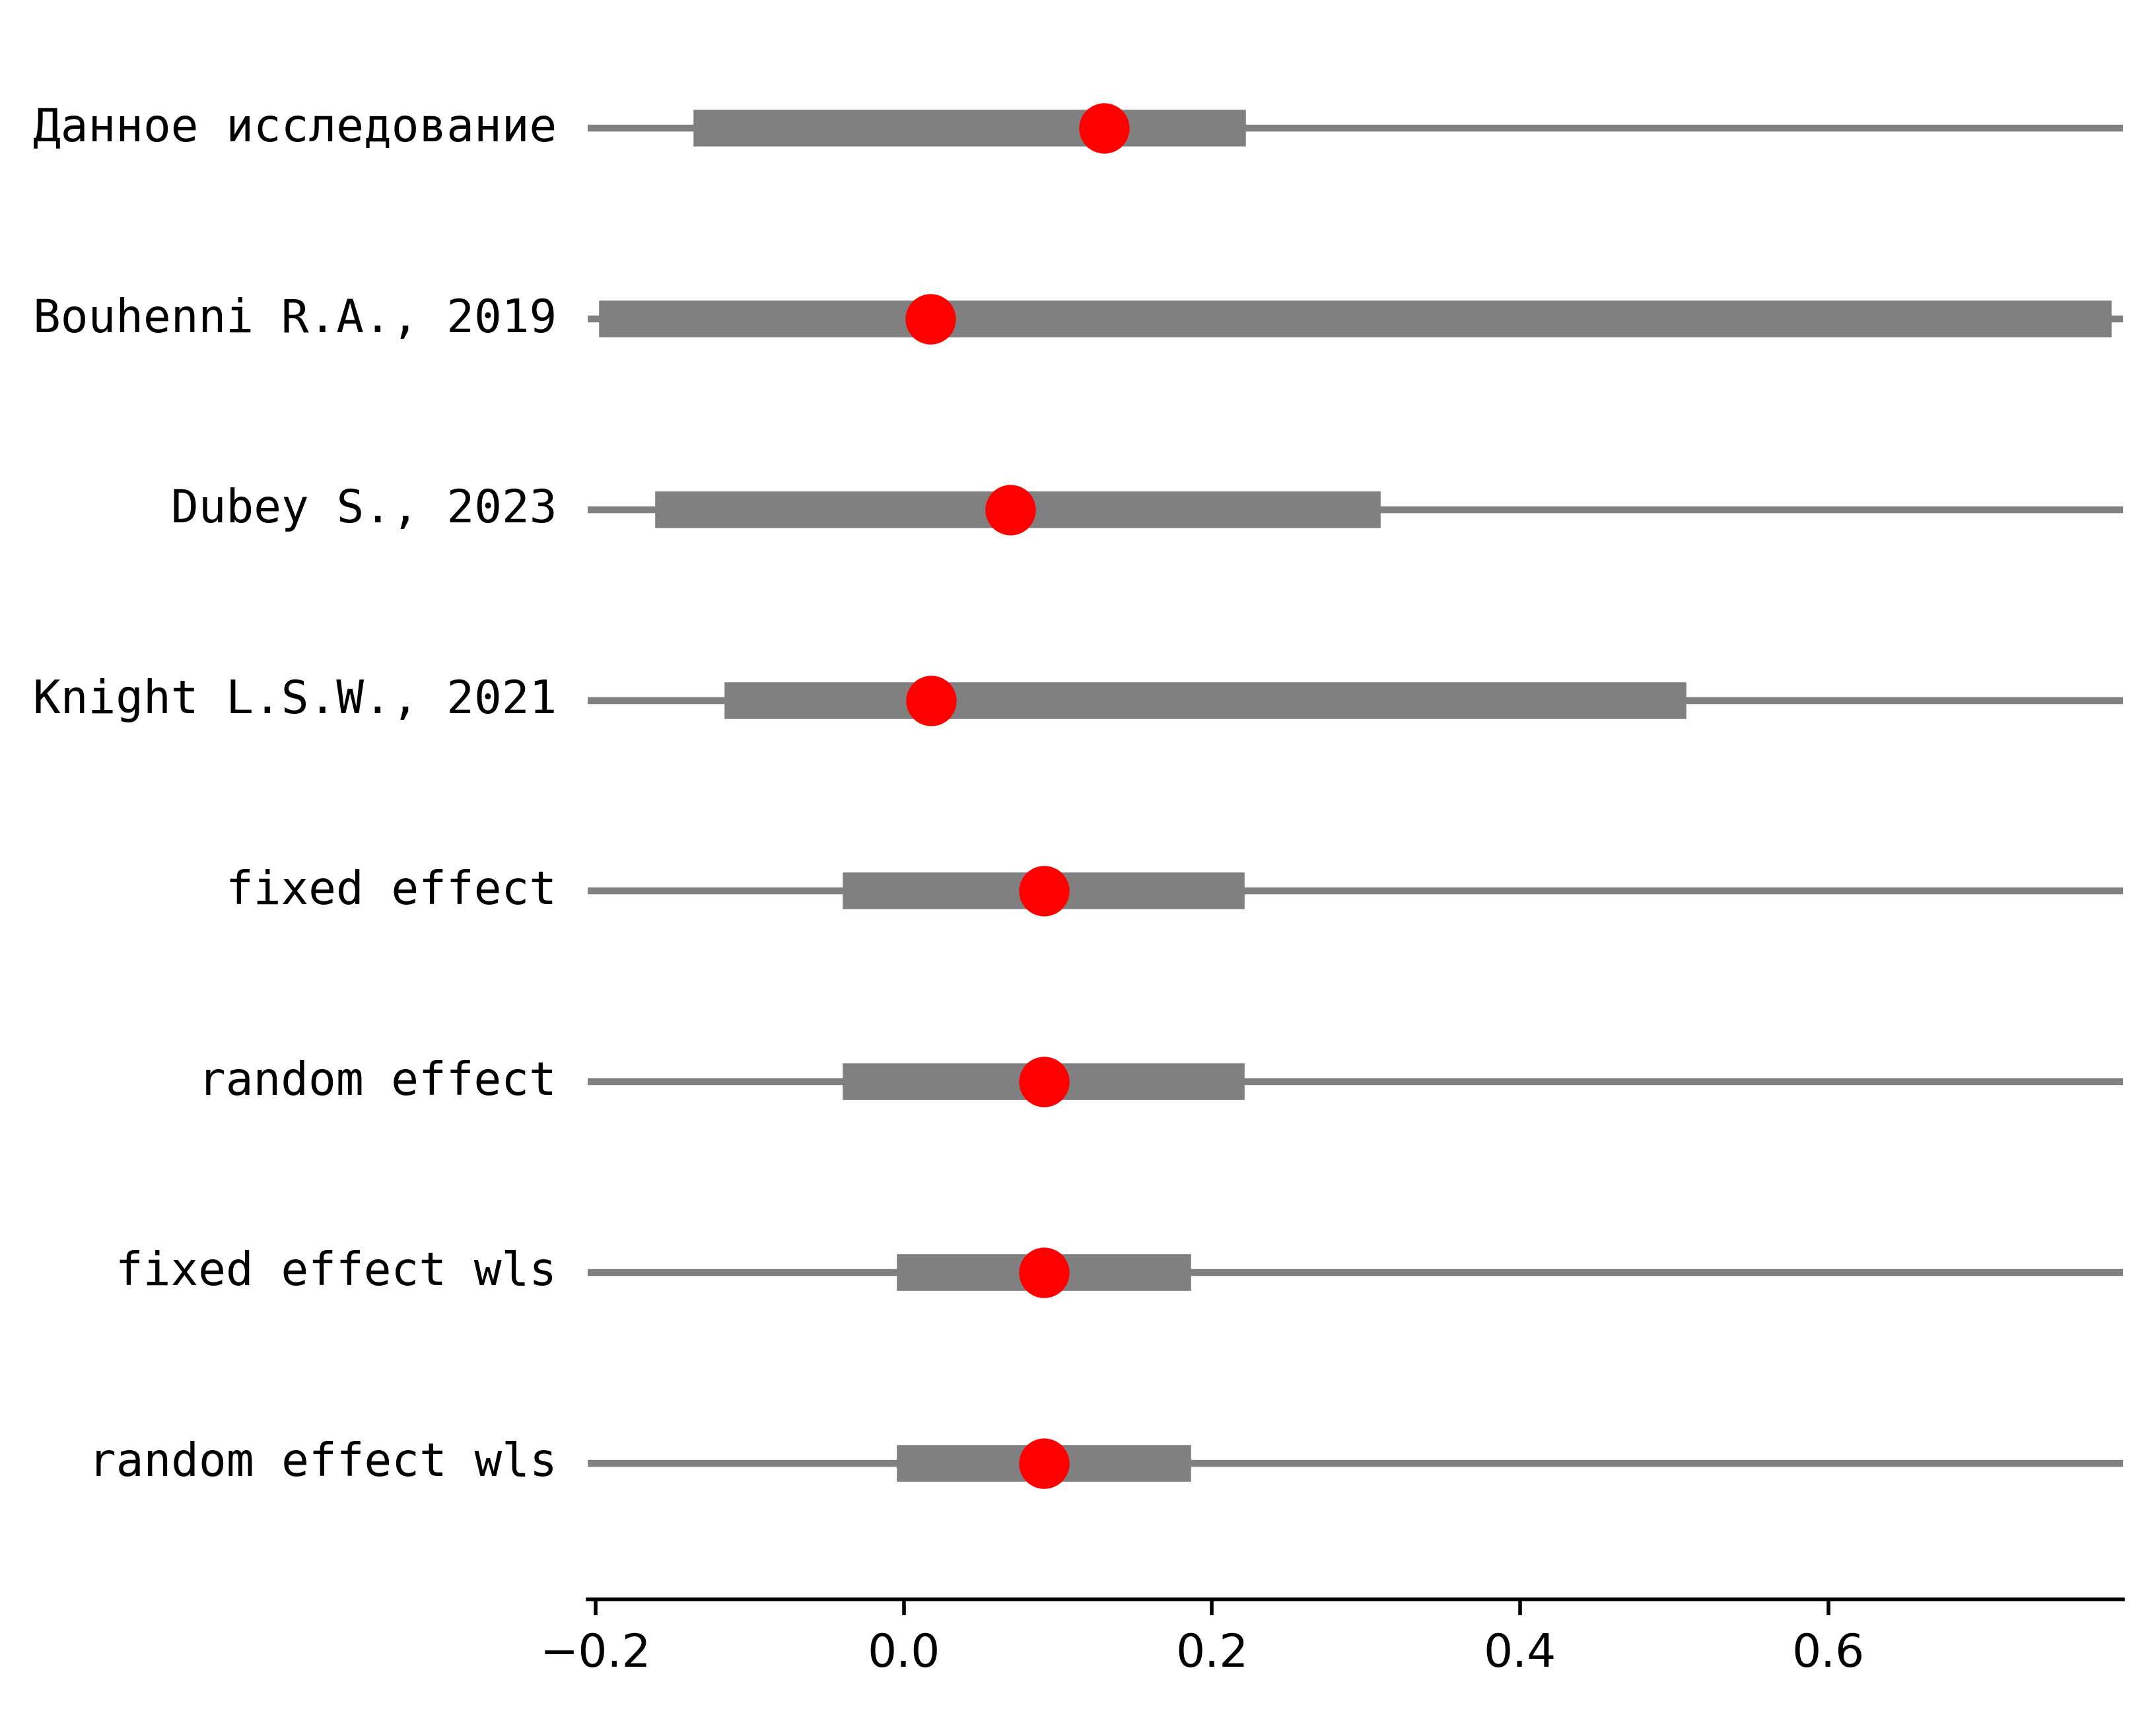 Данное исследование
Bouhenni R.A., 2019
Dubey S., 2023
Knight L.S.W., 2021
fixed effect
random effect
fixed effect wls
random effect wls
−0.2 0.0 0.2 0.4 0.6